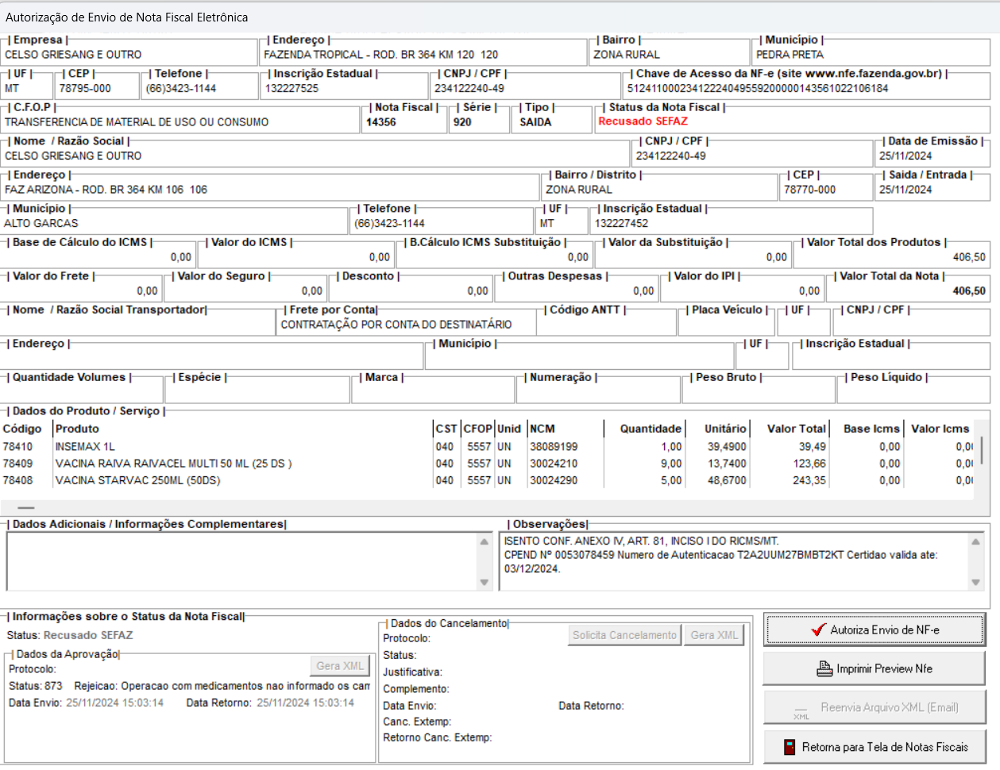 Autorização de Envio de Nota Fiscal Eletrônica
| Empresa | | Endereço | | Bairro | | Município |
CELSO GRIESANG E OUTRO FAZENDA TROPICAL - ROD. BR 364 KM 120 120 ZONA RURAL PEDRA PRETA
| UF | | CEP | | Telefone | | Inscrição Estadual | | CNPJ / CPF | | Chave de Acesso da NF-e (site www.nfe.fazenda.gov.br) |
MT 78795-000 (66)3423-1144 132227525 234122240-49 51241100023412224049559200000143561022106184
| C.F.O.P | | Nota Fiscal | | Série | | Tipo | | Status da Nota Fiscal |
TRANSFERENCIA DE MATERIAL DE USO OU CONSUMO 14356 920 SAIDA Recusado SEFAZ
| Nome / Razão Social | | CNPJ / CPF | | Data de Emissão |
CELSO GRIESANG E OUTRO 234122240-49 25/11/2024
| Endereço | | Bairro / Distrito | | CEP | | Saida / Entrada |
FAZ ARIZONA - ROD. BR 364 KM 106 106 ZONA RURAL 78770-000 25/11/2024
| Município | | Telefone | | UF | | Inscrição Estadual |
ALTO GARCAS (66)3423-1144 MT 132227452
| Base de Cálculo do ICMS | | Valor do ICMS | | B.Cálculo ICMS Substituição | | Valor da Substituição | | Valor Total dos Produtos |
0,00 0,00 0,00 0,00 406,50
| Valor do Frete | | Valor do Seguro | | Desconto | | Outras Despesas | | Valor do IPI | | Valor Total da Nota |
0,00 0,00 0,00 0,00 0,00 406,50
| Nome / Razão Social Transportador| | Frete por Conta| | Código ANTT | | Placa Veículo | | UF | | CNPJ / CPF |
CONTRATAÇÃO POR CONTA DO DESTINATÁRIO
| Endereço | | Município | | UF | | Inscrição Estadual |
| Quantidade Volumes | | Espécie | | Marca | | Numeração | | Peso Bruto | | Peso Líquido |
| Dados do Produto / Serviço |
Código Produto CST CFOP Unid NCM Quantidade Unitário Valor Total Base Icms Valor Icms
78410 INSEMAX 1L 040 5557 UN 38089199 1,00 39,4900 39,49 0,00 0,00
78409 VACINA RAIVA RAIVACEL MULTI 50 ML (25 DS ) 040 5557 UN 30024210 9,00 13,7400 123,66 0,00 0,00
78408 VACINA STARVAC 250ML (50DS) 040 5557 UN 30024290 5,00 48,6700 243,35 0,00 0,00
| Dados Adicionais / Informações Complementares| | Observações|
ISENTO CONF. ANEXO IV, ART. 81, INCISO I DO RICMS/MT.
CPEND Nº 0053078459 Numero de Autenticacao T2A2UUM27BMBT2KT Certidao valida ate:
03/12/2024.
| Informações sobre o Status da Nota Fiscal|
Status: Recusado SEFAZ
| Dados da Aprovação|
Gera XML
Protocolo:
Status: 873 Rejeicao: Operacao com medicamentos nao informado os cam
Data Envio: 25/11/2024 15:03:14 Data Retorno: 25/11/2024 15:03:14
| Dados do Cancelamento|
Protocolo: Solicita Cancelamento Gera XML
Status:
Justificativa:
Complemento:
Data Envio: Data Retorno:
Canc. Extemp:
Retorno Canc. Extemp:
Autoriza Envio de NF-e
Imprimir Preview Nfe
XML Reenvia Arquivo XML (Email)
Retorna para Tela de Notas Fiscais